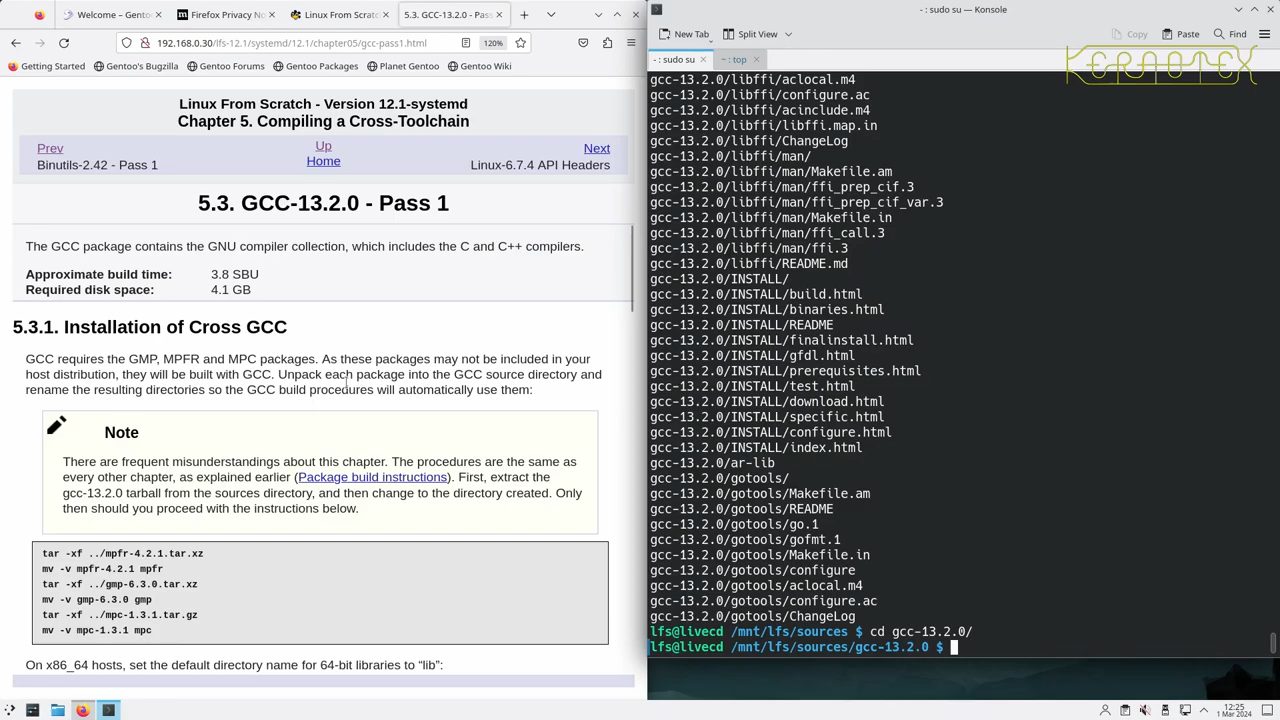 Welcome – Gentoo
Firefox Privacy No
Linux From Scratch
5.3. GCC-13.2.0 - Pass 1
192.168.0.30/lfs-12.1/systemd/12.1/chapter05/gcc-pass1.html
120%
Getting Started
Gentoo's Bugzilla
Gentoo Forums
Gentoo Packages
Planet Gentoo
Gentoo Wiki
Linux From Scratch - Version 12.1-systemd
Chapter 5. Compiling a Cross-Toolchain
Prev
Up
Next
Binutils-2.42 - Pass 1
Home
Linux-6.7.4 API Headers
5.3. GCC-13.2.0 - Pass 1
The GCC package contains the GNU compiler collection, which includes the C and C++ compilers.
Approximate build time: 3.8 SBU
Required disk space: 4.1 GB
5.3.1. Installation of Cross GCC
GCC requires the GMP, MPFR and MPC packages. As these packages may not be included in your
host distribution, they will be built with GCC. Unpack each package into the GCC source directory and
rename the resulting directories so the GCC build procedures will automatically use them:
Note
There are frequent misunderstandings about this chapter. The procedures are the same as
every other chapter, as explained earlier (Package build instructions). First, extract the
gcc-13.2.0 tarball from the sources directory, and then change to the directory created. Only
then should you proceed with the instructions below.
tar -xf ../mpfr-4.2.1.tar.xz
mv -v mpfr-4.2.1 mpfr
tar -xf ../gmp-6.3.0.tar.xz
mv -v gmp-6.3.0 gmp
tar -xf ../mpc-1.3.1.tar.gz
mv -v mpc-1.3.1 mpc
On x86_64 hosts, set the default directory name for 64-bit libraries to “lib”:
- : sudo su — Konsole
New Tab
Split View
Copy
Paste
Find
- : sudo su
~ : top
KERNOTEX
gcc-13.2.0/libffi/aclocal.m4
gcc-13.2.0/libffi/configure.ac
gcc-13.2.0/libffi/acinclude.m4
gcc-13.2.0/libffi/libffi.map.in
gcc-13.2.0/libffi/ChangeLog
gcc-13.2.0/libffi/man/
gcc-13.2.0/libffi/man/Makefile.am
gcc-13.2.0/libffi/man/ffi_prep_cif.3
gcc-13.2.0/libffi/man/ffi_prep_cif_var.3
gcc-13.2.0/libffi/man/Makefile.in
gcc-13.2.0/libffi/man/ffi_call.3
gcc-13.2.0/libffi/man/ffi.3
gcc-13.2.0/libffi/README.md
gcc-13.2.0/INSTALL/
gcc-13.2.0/INSTALL/build.html
gcc-13.2.0/INSTALL/binaries.html
gcc-13.2.0/INSTALL/README
gcc-13.2.0/INSTALL/finalinstall.html
gcc-13.2.0/INSTALL/gfdl.html
gcc-13.2.0/INSTALL/prerequisites.html
gcc-13.2.0/INSTALL/test.html
gcc-13.2.0/INSTALL/download.html
gcc-13.2.0/INSTALL/specific.html
gcc-13.2.0/INSTALL/configure.html
gcc-13.2.0/INSTALL/index.html
gcc-13.2.0/ar-lib
gcc-13.2.0/gotools/
gcc-13.2.0/gotools/Makefile.am
gcc-13.2.0/gotools/README
gcc-13.2.0/gotools/go.1
gcc-13.2.0/gotools/gofmt.1
gcc-13.2.0/gotools/Makefile.in
gcc-13.2.0/gotools/configure
gcc-13.2.0/gotools/aclocal.m4
gcc-13.2.0/gotools/configure.ac
gcc-13.2.0/gotools/ChangeLog
lfs@livecd /mnt/lfs/sources $ cd gcc-13.2.0/
lfs@livecd /mnt/lfs/sources/gcc-13.2.0 $
12:25
1 Mar 2024